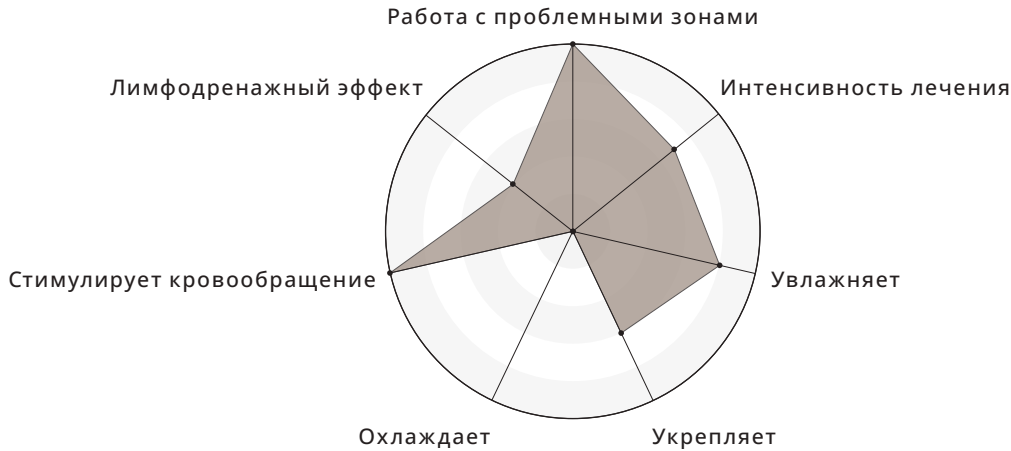 Работа с проблемными зонами
Лимфодренажный эффект
Интенсивность лечения
Стимулирует кровообращение
Увлажняет
Охлаждает
Укрепляет